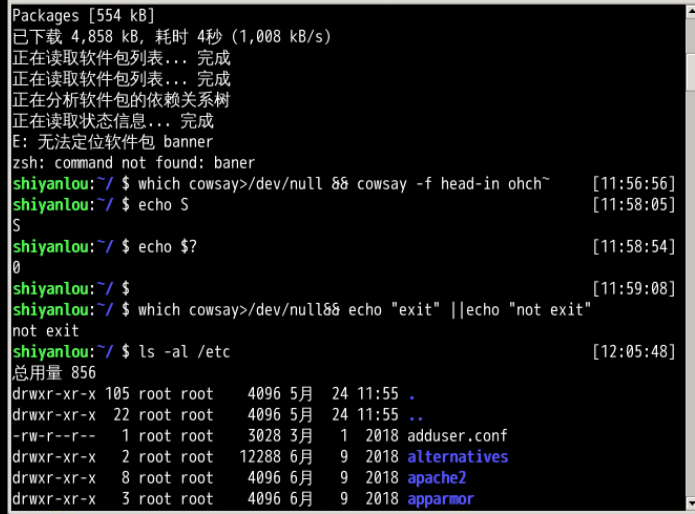 Packages [554 kB]
已下载 4,858 kB, 耗时 4秒 (1,008 kB/s)
正在读取软件包列表... 完成
正在读取软件包列表... 完成
正在分析软件包的依赖关系树
正在读取状态信息... 完成
E: 无法定位软件包 banner
zsh: command not found: baner
shiyanlou:~/ $ which cowsay>/dev/null && cowsay -f head-in ohch~ [11:56:56]
shiyanlou:~/ $ echo S [11:58:05]
S
shiyanlou:~/ $ echo $? [11:58:54]
0
shiyanlou:~/ $ [11:59:08]
shiyanlou:~/ $ which cowsay>/dev/null&& echo "exit" ||echo "not exit"
not exit
shiyanlou:~/ $ ls -al /etc [12:05:48]
总用量 856
drwxr-xr-x 105 root root 4096 5月 24 11:55 .
drwxr-xr-x 22 root root 4096 5月 24 11:55 ..
-rw-r--r-- 1 root root 3028 3月 1 2018 adduser.conf
drwxr-xr-x 2 root root 12288 6月 9 2018 alternatives
drwxr-xr-x 8 root root 4096 6月 9 2018 apache2
drwxr-xr-x 3 root root 4096 6月 9 2018 apparmor